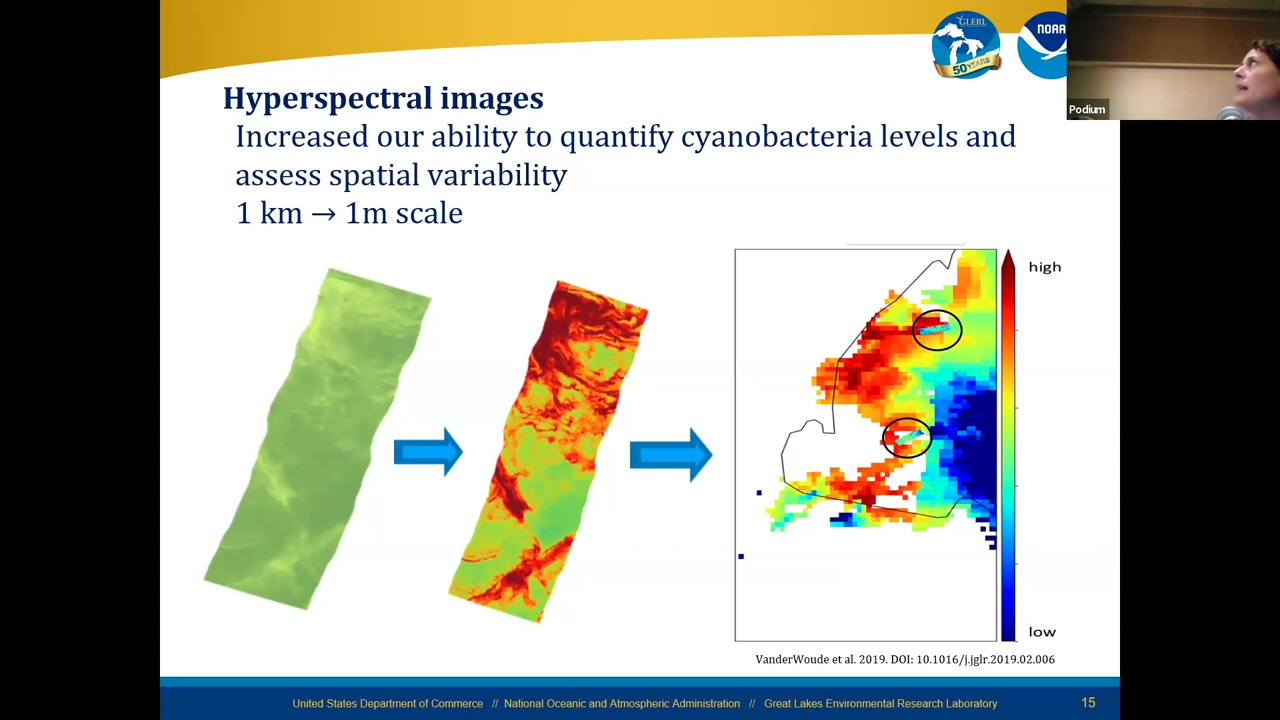 GLERL
50 YEARS
NOAA
Podium
Hyperspectral images
Increased our ability to quantify cyanobacteria levels and
assess spatial variability
1 km → 1m scale
high
low
VanderWoude et al. 2019. DOI: 10.1016/j.jglr.2019.02.006
United States Department of Commerce // National Oceanic and Atmospheric Administration // Great Lakes Environmental Research Laboratory
15